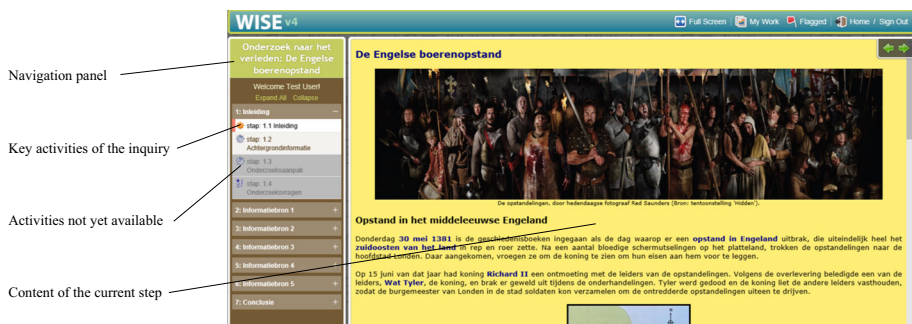 WISE v4
Full Screen | My Work | Flagged | Home / Sign Out
Navigation panel
Key activities of the inquiry
Activities not yet available
Content of the current step
Onderzoek naar het
verleden: De Engelse
boerenopstand
Welcome Test User!
Expand All Collapse
1: Inleiding −
stap: 1.1 Inleiding
stap: 1.2
Achtergrondinformatie
stap: 1.3
Onderzoeksaanpak
stap: 1.4
Onderzoeksvragen
2: Informatiebron 1 +
3: Informatiebron 2 +
4: Informatiebron 3 +
5: Informatiebron 4 +
6: Informatiebron 5 +
7: Conclusie +
De Engelse boerenopstand
De opstandelingen, door hedendaagse fotograaf Red Saunders (Bron: tentoonstelling 'Hidden').
Opstand in het middeleeuwse Engeland
Donderdag 30 mei 1381 is de geschiedenisboeken ingegaan als de dag waarop er een opstand in Engeland uitbrak, die uiteindelijk heel het
zuidoosten van het land in rep en roer zette. Na een aantal bloedige schermutselingen op het platteland, trokken de opstandelingen naar de
hoofdstad Londen. Daar aangekomen, vroegen ze om de koning te zien om hun eisen aan hem voor te leggen.
Op 15 juni van dat jaar had koning Richard II een ontmoeting met de leiders van de opstandelingen. Volgens de overlevering beledigde een van de
leiders, Wat Tyler, de koning, en brak er geweld uit tijdens de onderhandelingen. Tyler werd gedood en de koning liet de andere leiders vasthouden,
zodat de burgemeester van Londen in de stad soldaten kon verzamelen om de ontredderde opstandelingen uiteen te drijven.